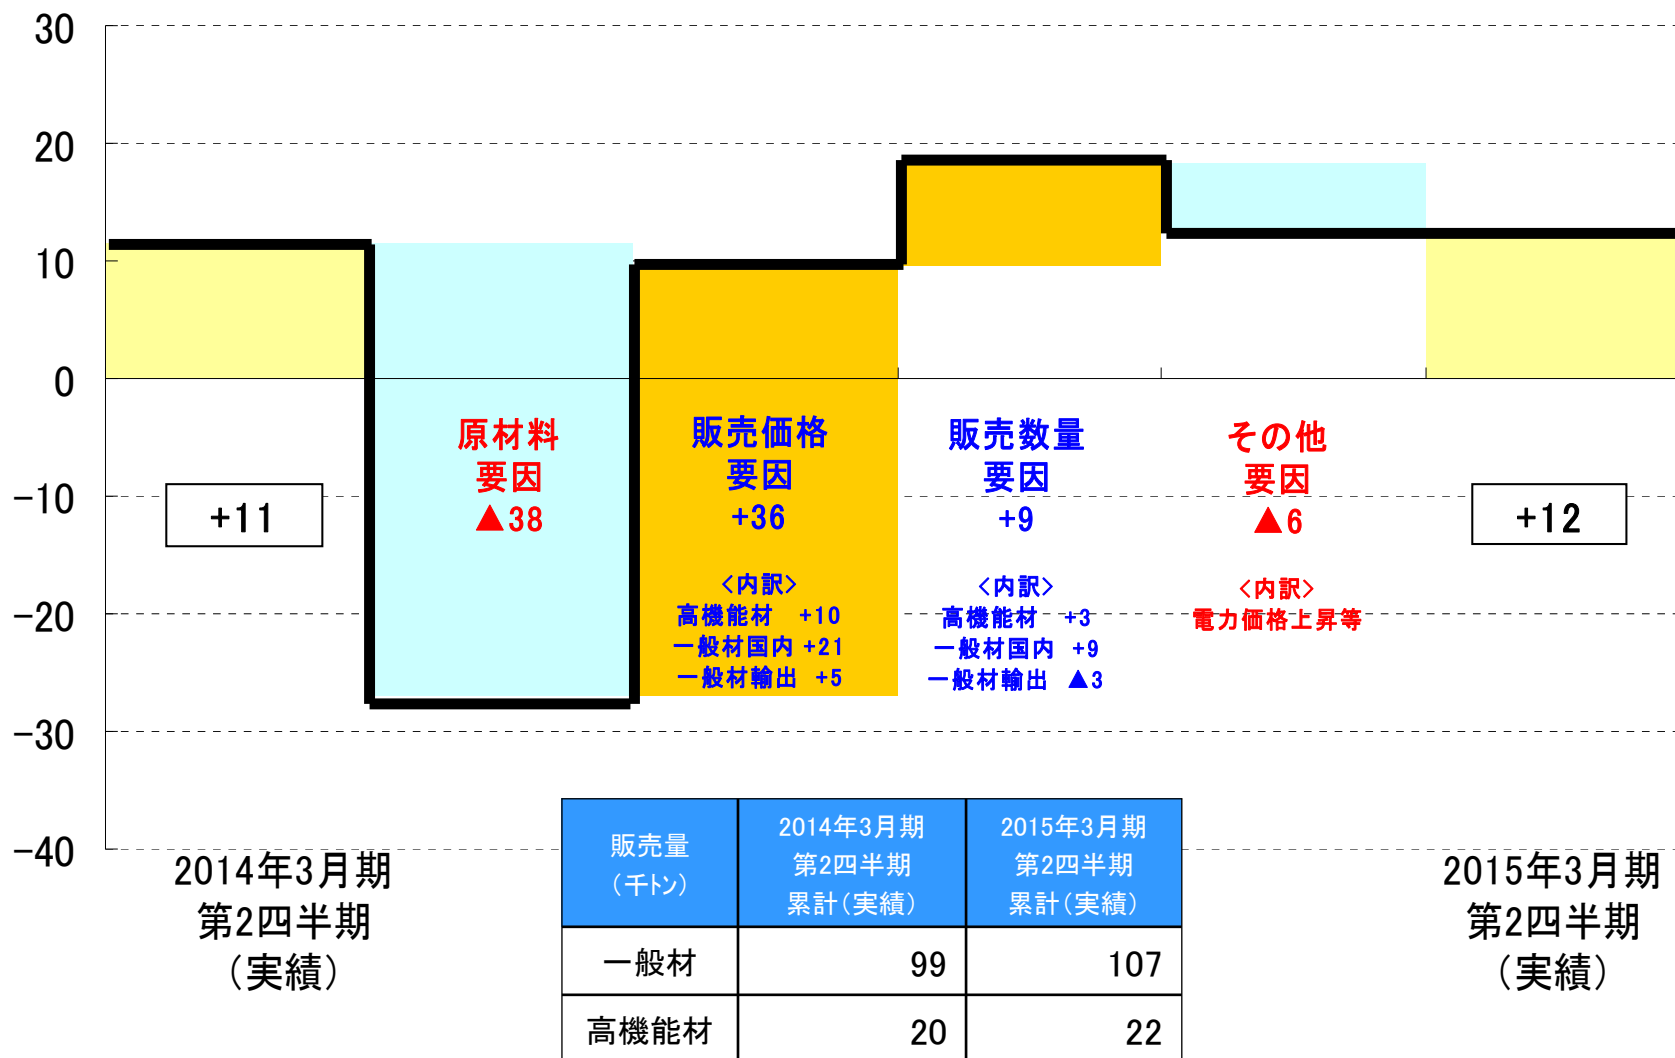 30
20
10
0
-10
-20
-30
-40
+11
原材料
要因
▲38
販売価格
要因
+36
<内訳>
高機能材 +10
一般材国内 +21
一般材輸出 +5
販売数量
要因
+9
<内訳>
高機能材 +3
一般材国内 +9
一般材輸出 ▲3
その他
要因
▲6
<内訳>
電力価格上昇等
+12
2014年3月期
第2四半期
(実績)
販売量
(千トン)
2014年3月期
第2四半期
累計(実績)
2015年3月期
第2四半期
累計(実績)
一般材 99 107
高機能材 20 22
2015年3月期
第2四半期
(実績)